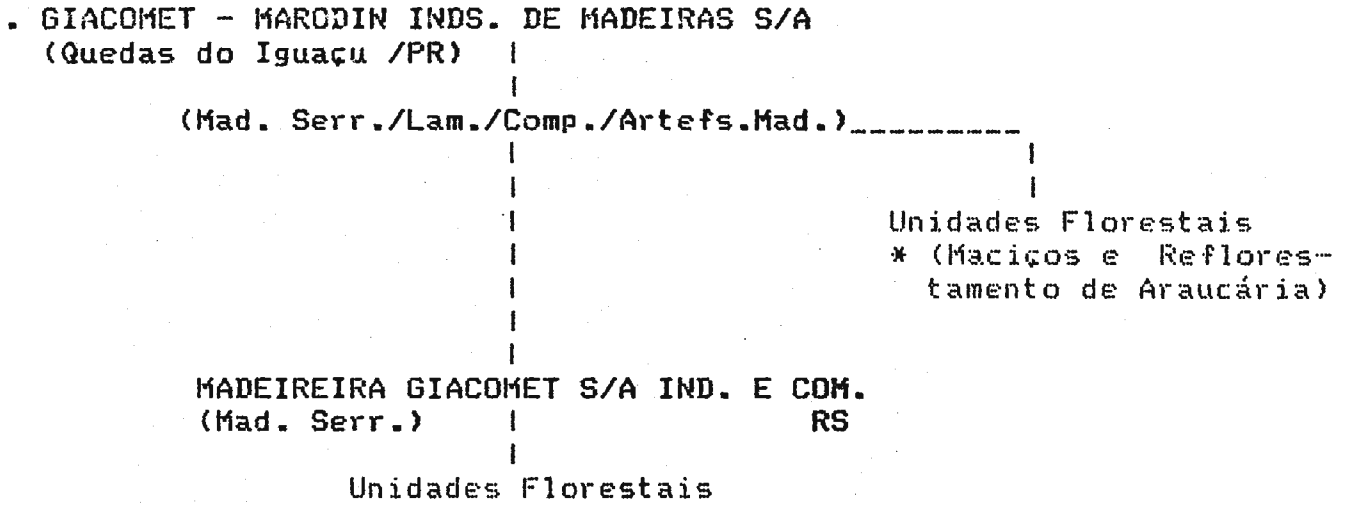 . GIACOMET - MARODIN INDS. DE MADEIRAS S/A
(Quedas do Iguaçu /PR)
(Mad. Serr./Lam./Comp./Artefs.Mad.)
Unidades Florestais
* (Maciços e Reflores-
tamento de Araucária)
MADEIREIRA GIACOMET S/A IND. E COM.
(Mad. Serr.) RS
Unidades Florestais